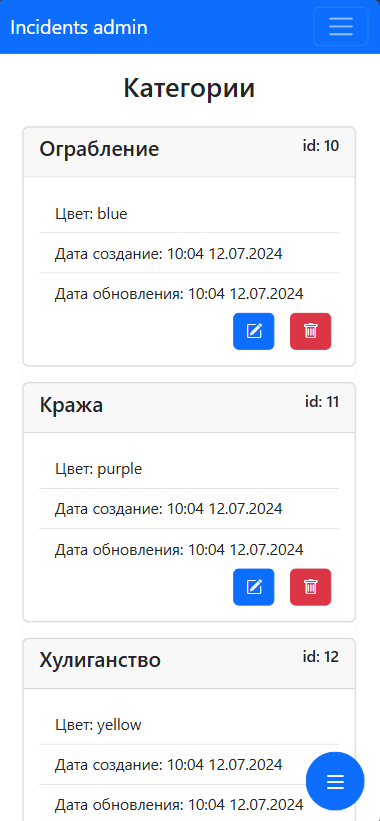 Incidents admin
Категории
Ограбление id: 10
Цвет: blue
Дата создание: 10:04 12.07.2024
Дата обновления: 10:04 12.07.2024
Кража id: 11
Цвет: purple
Дата создание: 10:04 12.07.2024
Дата обновления: 10:04 12.07.2024
Хулиганство id: 12
Цвет: yellow
Дата создание: 10:04 12.07.2024
Дата обновления: 10:04 12.07.2024